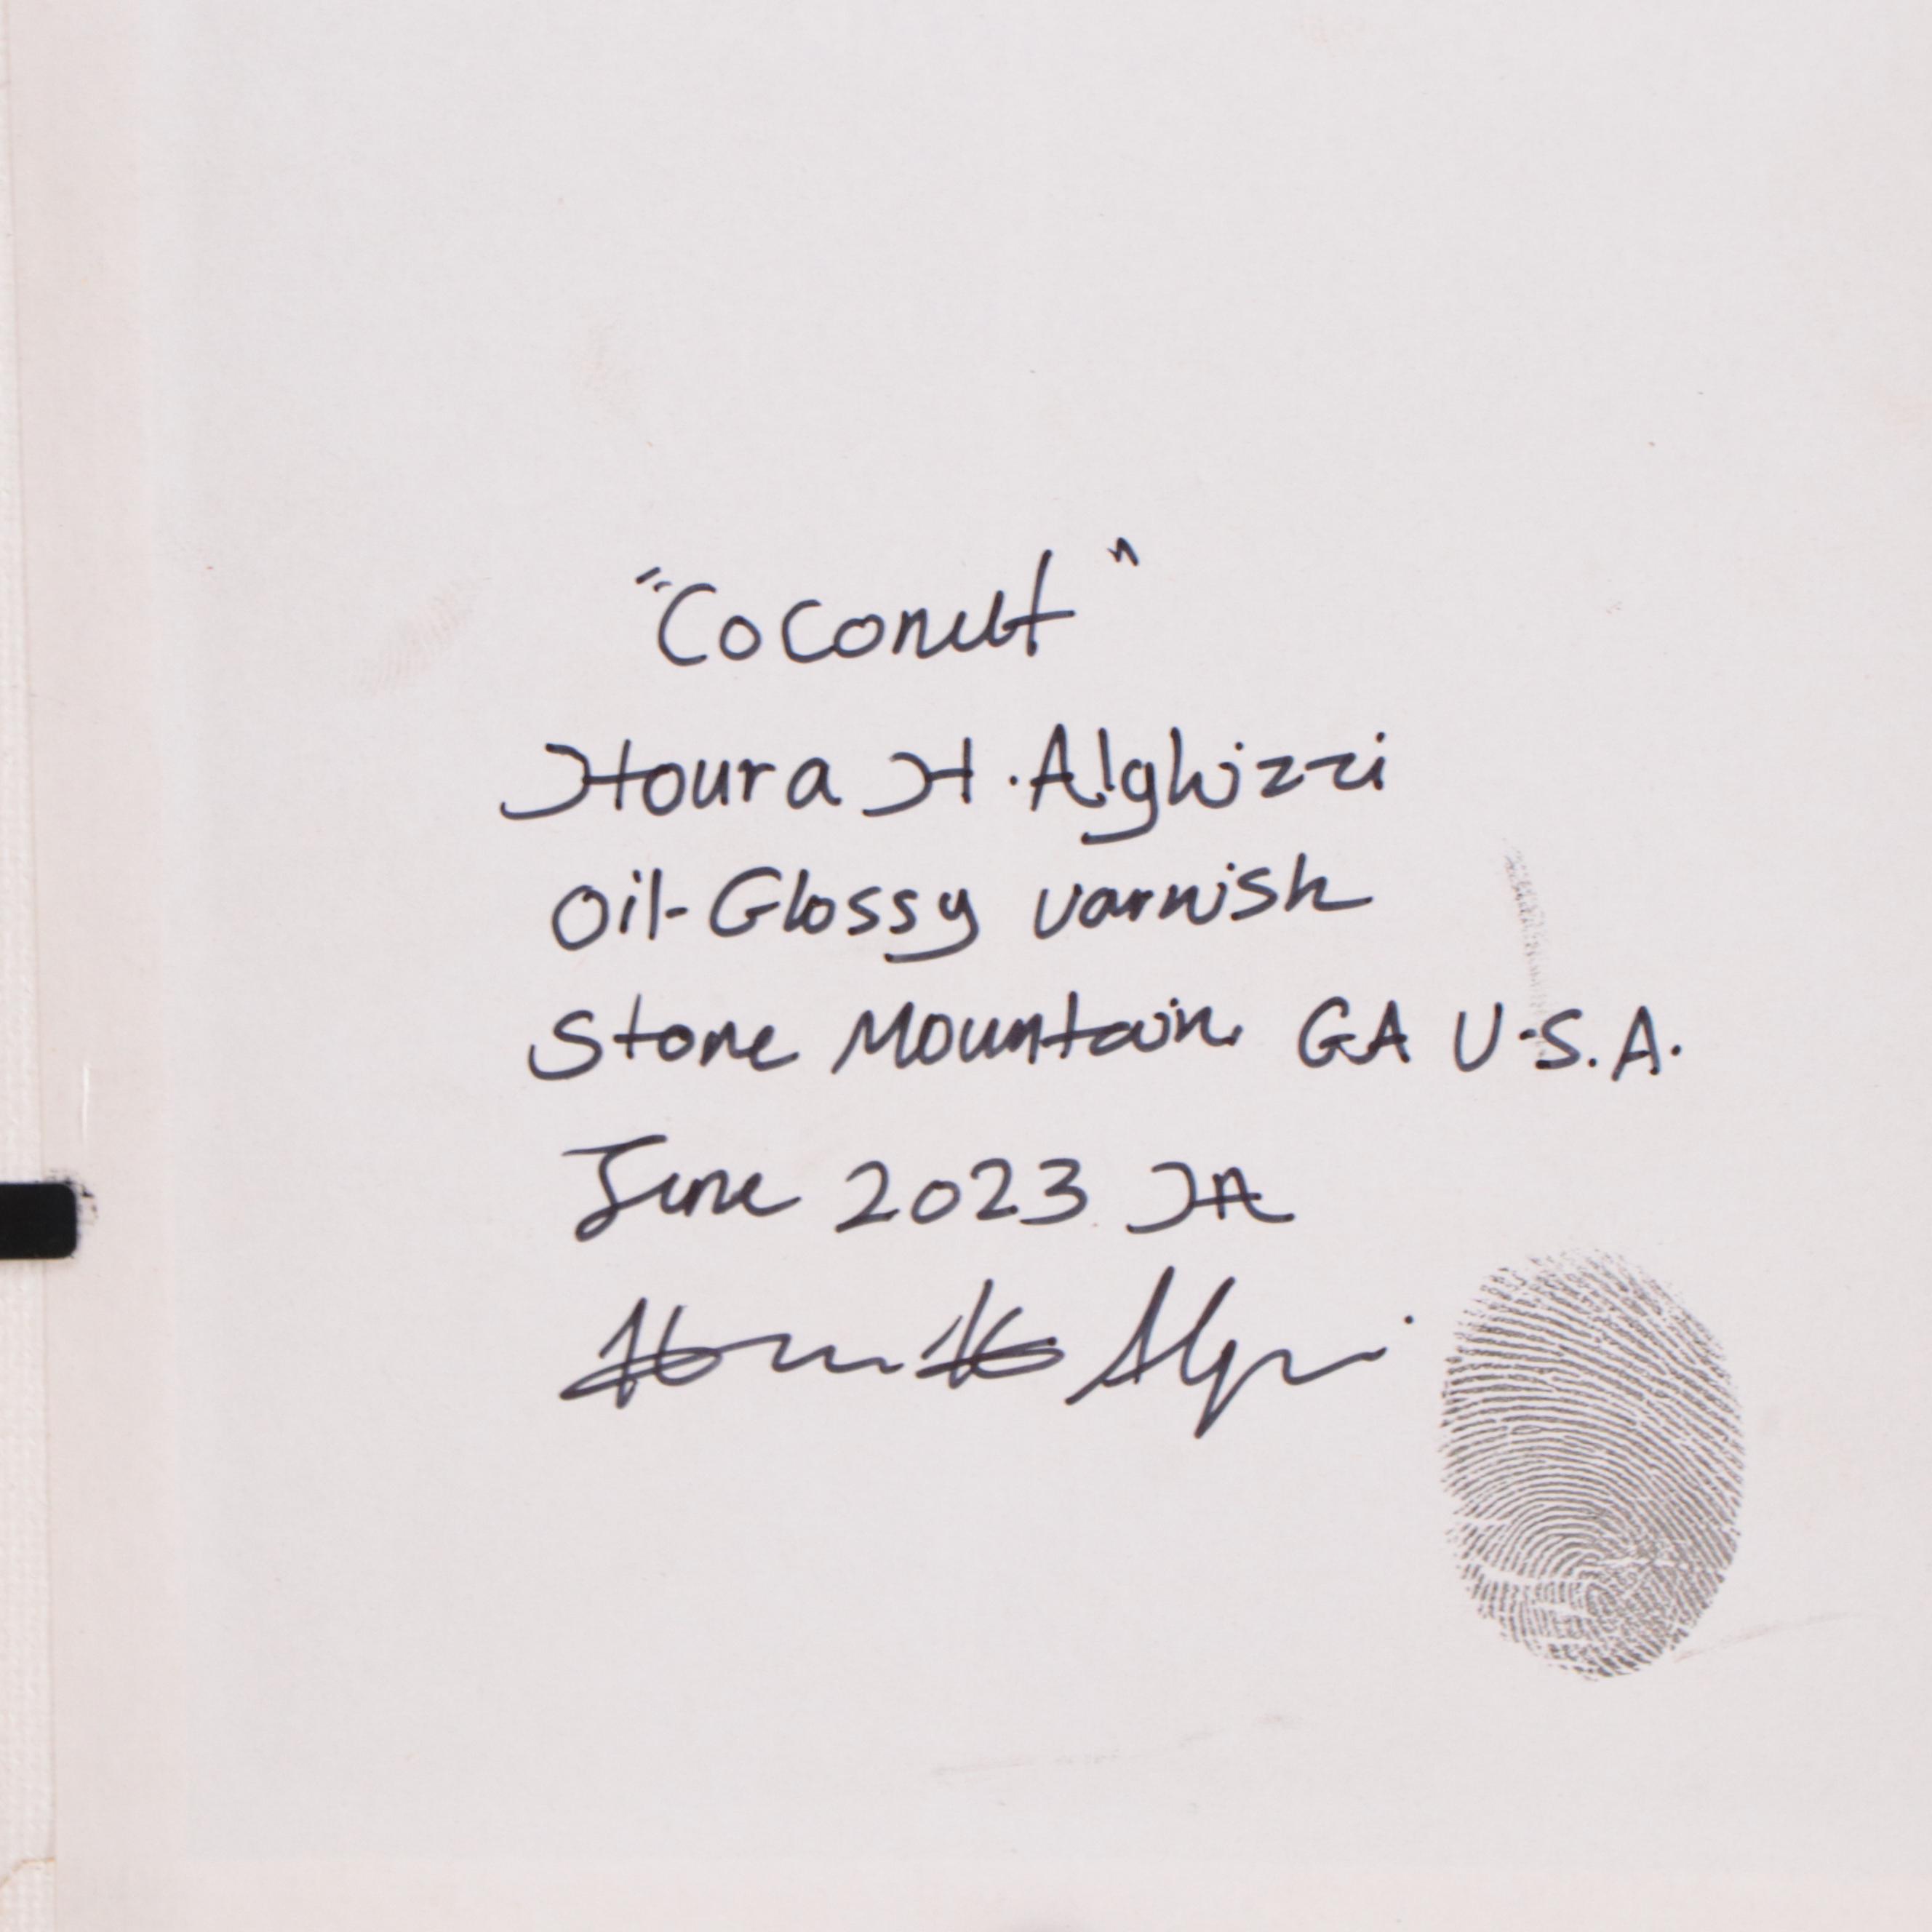 "Coconut"
Houra H. Alghizzi
Oil-Glossy varnish
Stone Mountain. GA U.S.A.
June 2023 HA